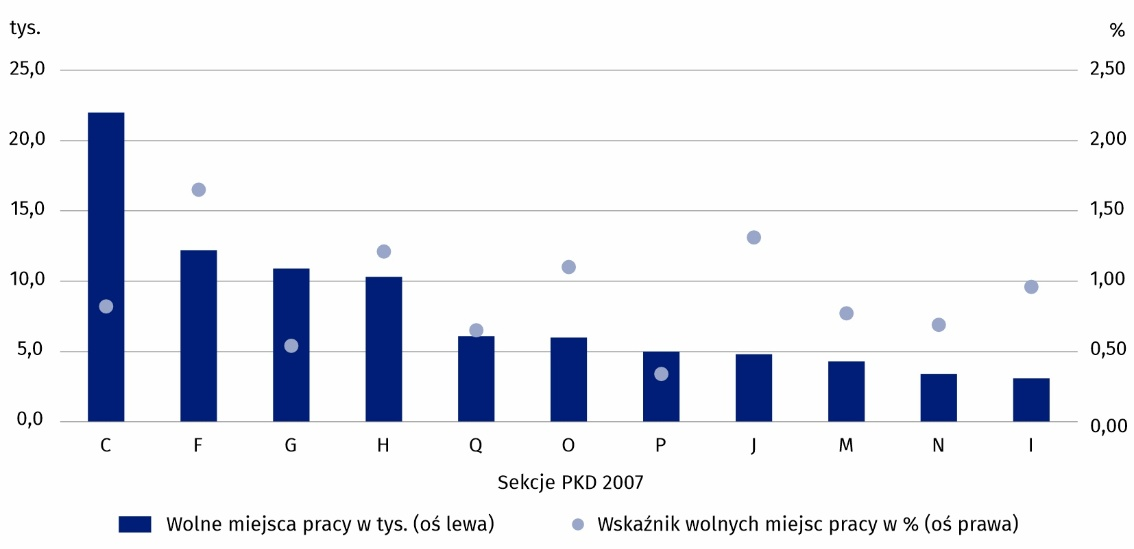 tys. %
25,0 2,50
20,0 2,00
15,0 1,50
10,0 1,00
5,0 0,50
0,0 0,00
C F G H Q O P J M N I
Sekcje PKD 2007
Wolne miejsca pracy w tys. (oś lewa) Wskaźnik wolnych miejsc pracy w % (oś prawa)